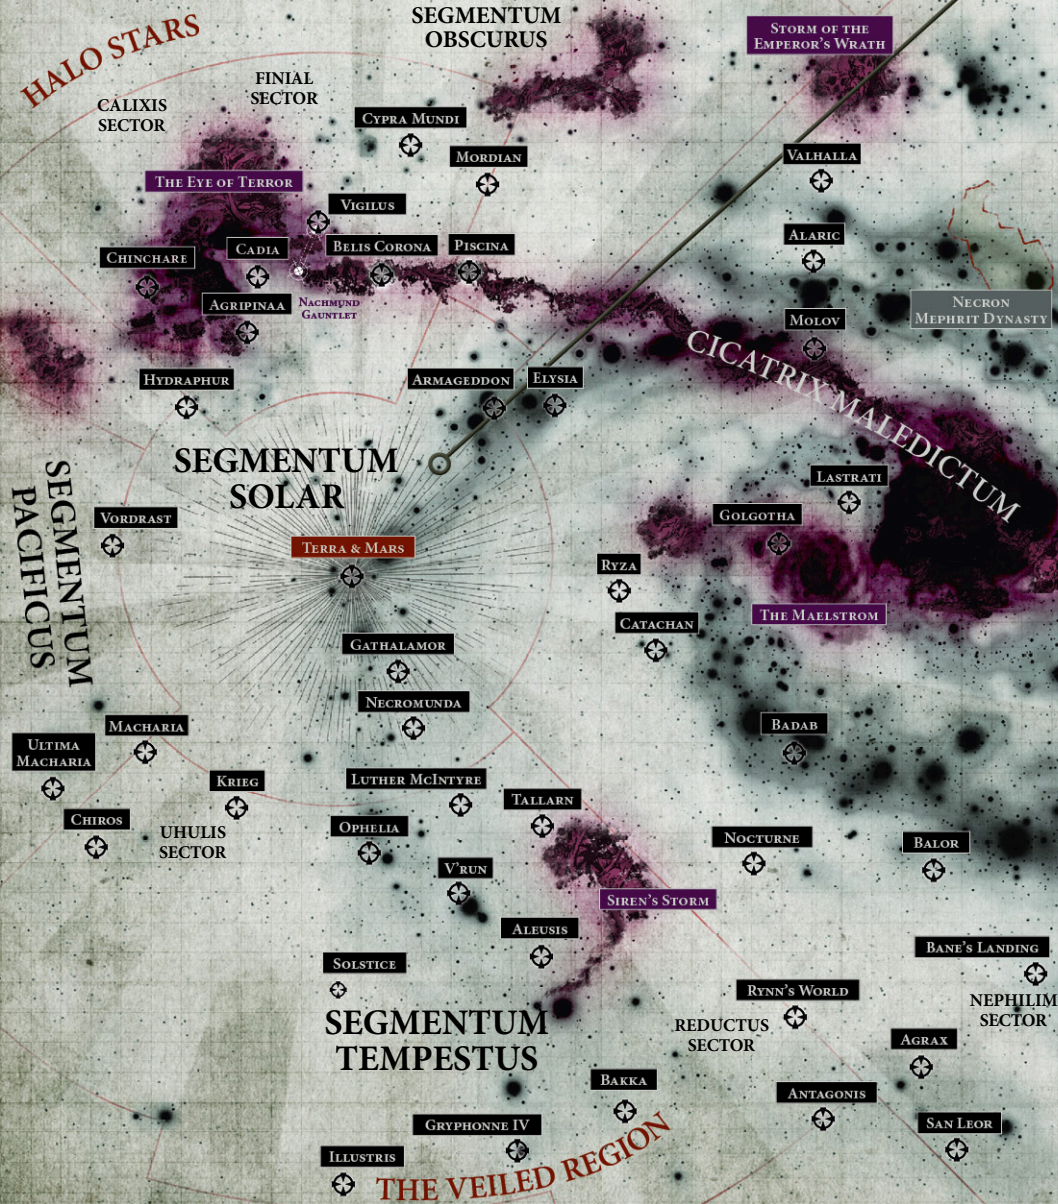 SEGMENTUM
OBSCURUS
STORM OF THE
EMPEROR'S WRATH
HALO STARS
FINIAL
SECTOR
CALIXIS
SECTOR
CYPRA MUNDI
MORDIAN
VALHALLA
THE EYE OF TERROR
VIGILUS
ALARIC
CADIA
BELIS CORONA
PISCINA
CHINCHARE
AGRIPINAA
NACHMUND
GAUNTLET
NECRON
MEPHRIT DYNASTY
MOLOV
CICATRIX MALEDICTUM
HYDRAPHUR
ARMAGEDDON
ELYSIA
SEGMENTUM
SOLAR
SEGMENTUM
PACIFICUS
LASTRATI
VORDRAST
GOLGOTHA
TERRA & MARS
RYZA
THE MAELSTROM
CATACHAN
GATHALAMOR
NECROMUNDA
MACHARIA
BADAB
ULTIMA
MACHARIA
KRIEG
LUTHER MCINTYRE
TALLARN
CHIROS
UHULIS
SECTOR
OPHELIA
NOCTURNE
BALOR
V'RUN
SIREN'S STORM
ALEUSIS
BANE'S LANDING
SOLSTICE
RYNN'S WORLD
NEPHILIM
SECTOR
SEGMENTUM
TEMPESTUS
REDUCTUS
SECTOR
AGRAX
BAKKA
ANTAGONIS
GRYPHONNE IV
SAN LEOR
ILLUSTRIS
THE VEILED REGION